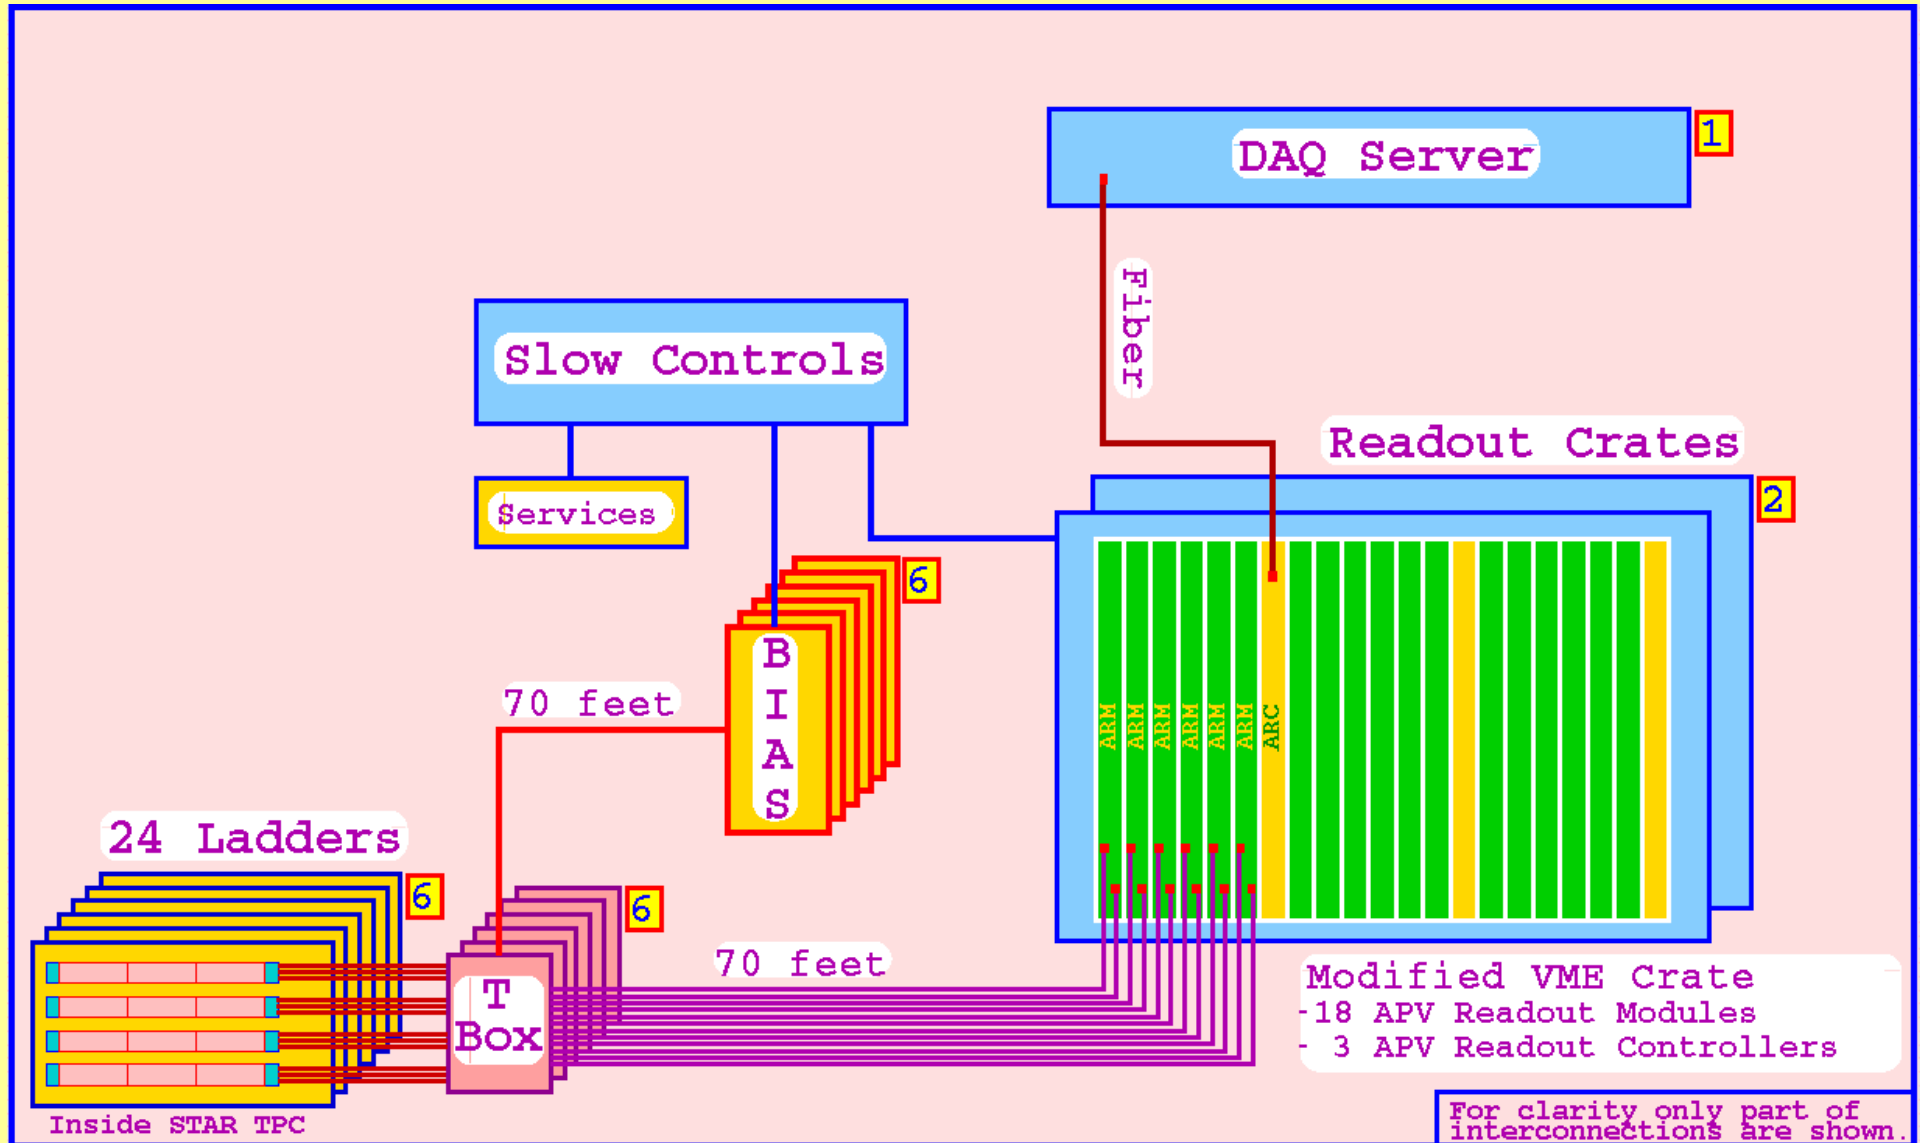 DAQ Server
1
Fiber
Slow Controls
Readout Crates
2
Services
6
BIAS
70 feet
ARM ARM ARM ARM ARM ARM ARC
24 Ladders
6
6
70 feet
T
Box
Modified VME Crate
-18 APV Readout Modules
- 3 APV Readout Controllers
Inside STAR TPC
For clarity only part of
interconnections are shown.